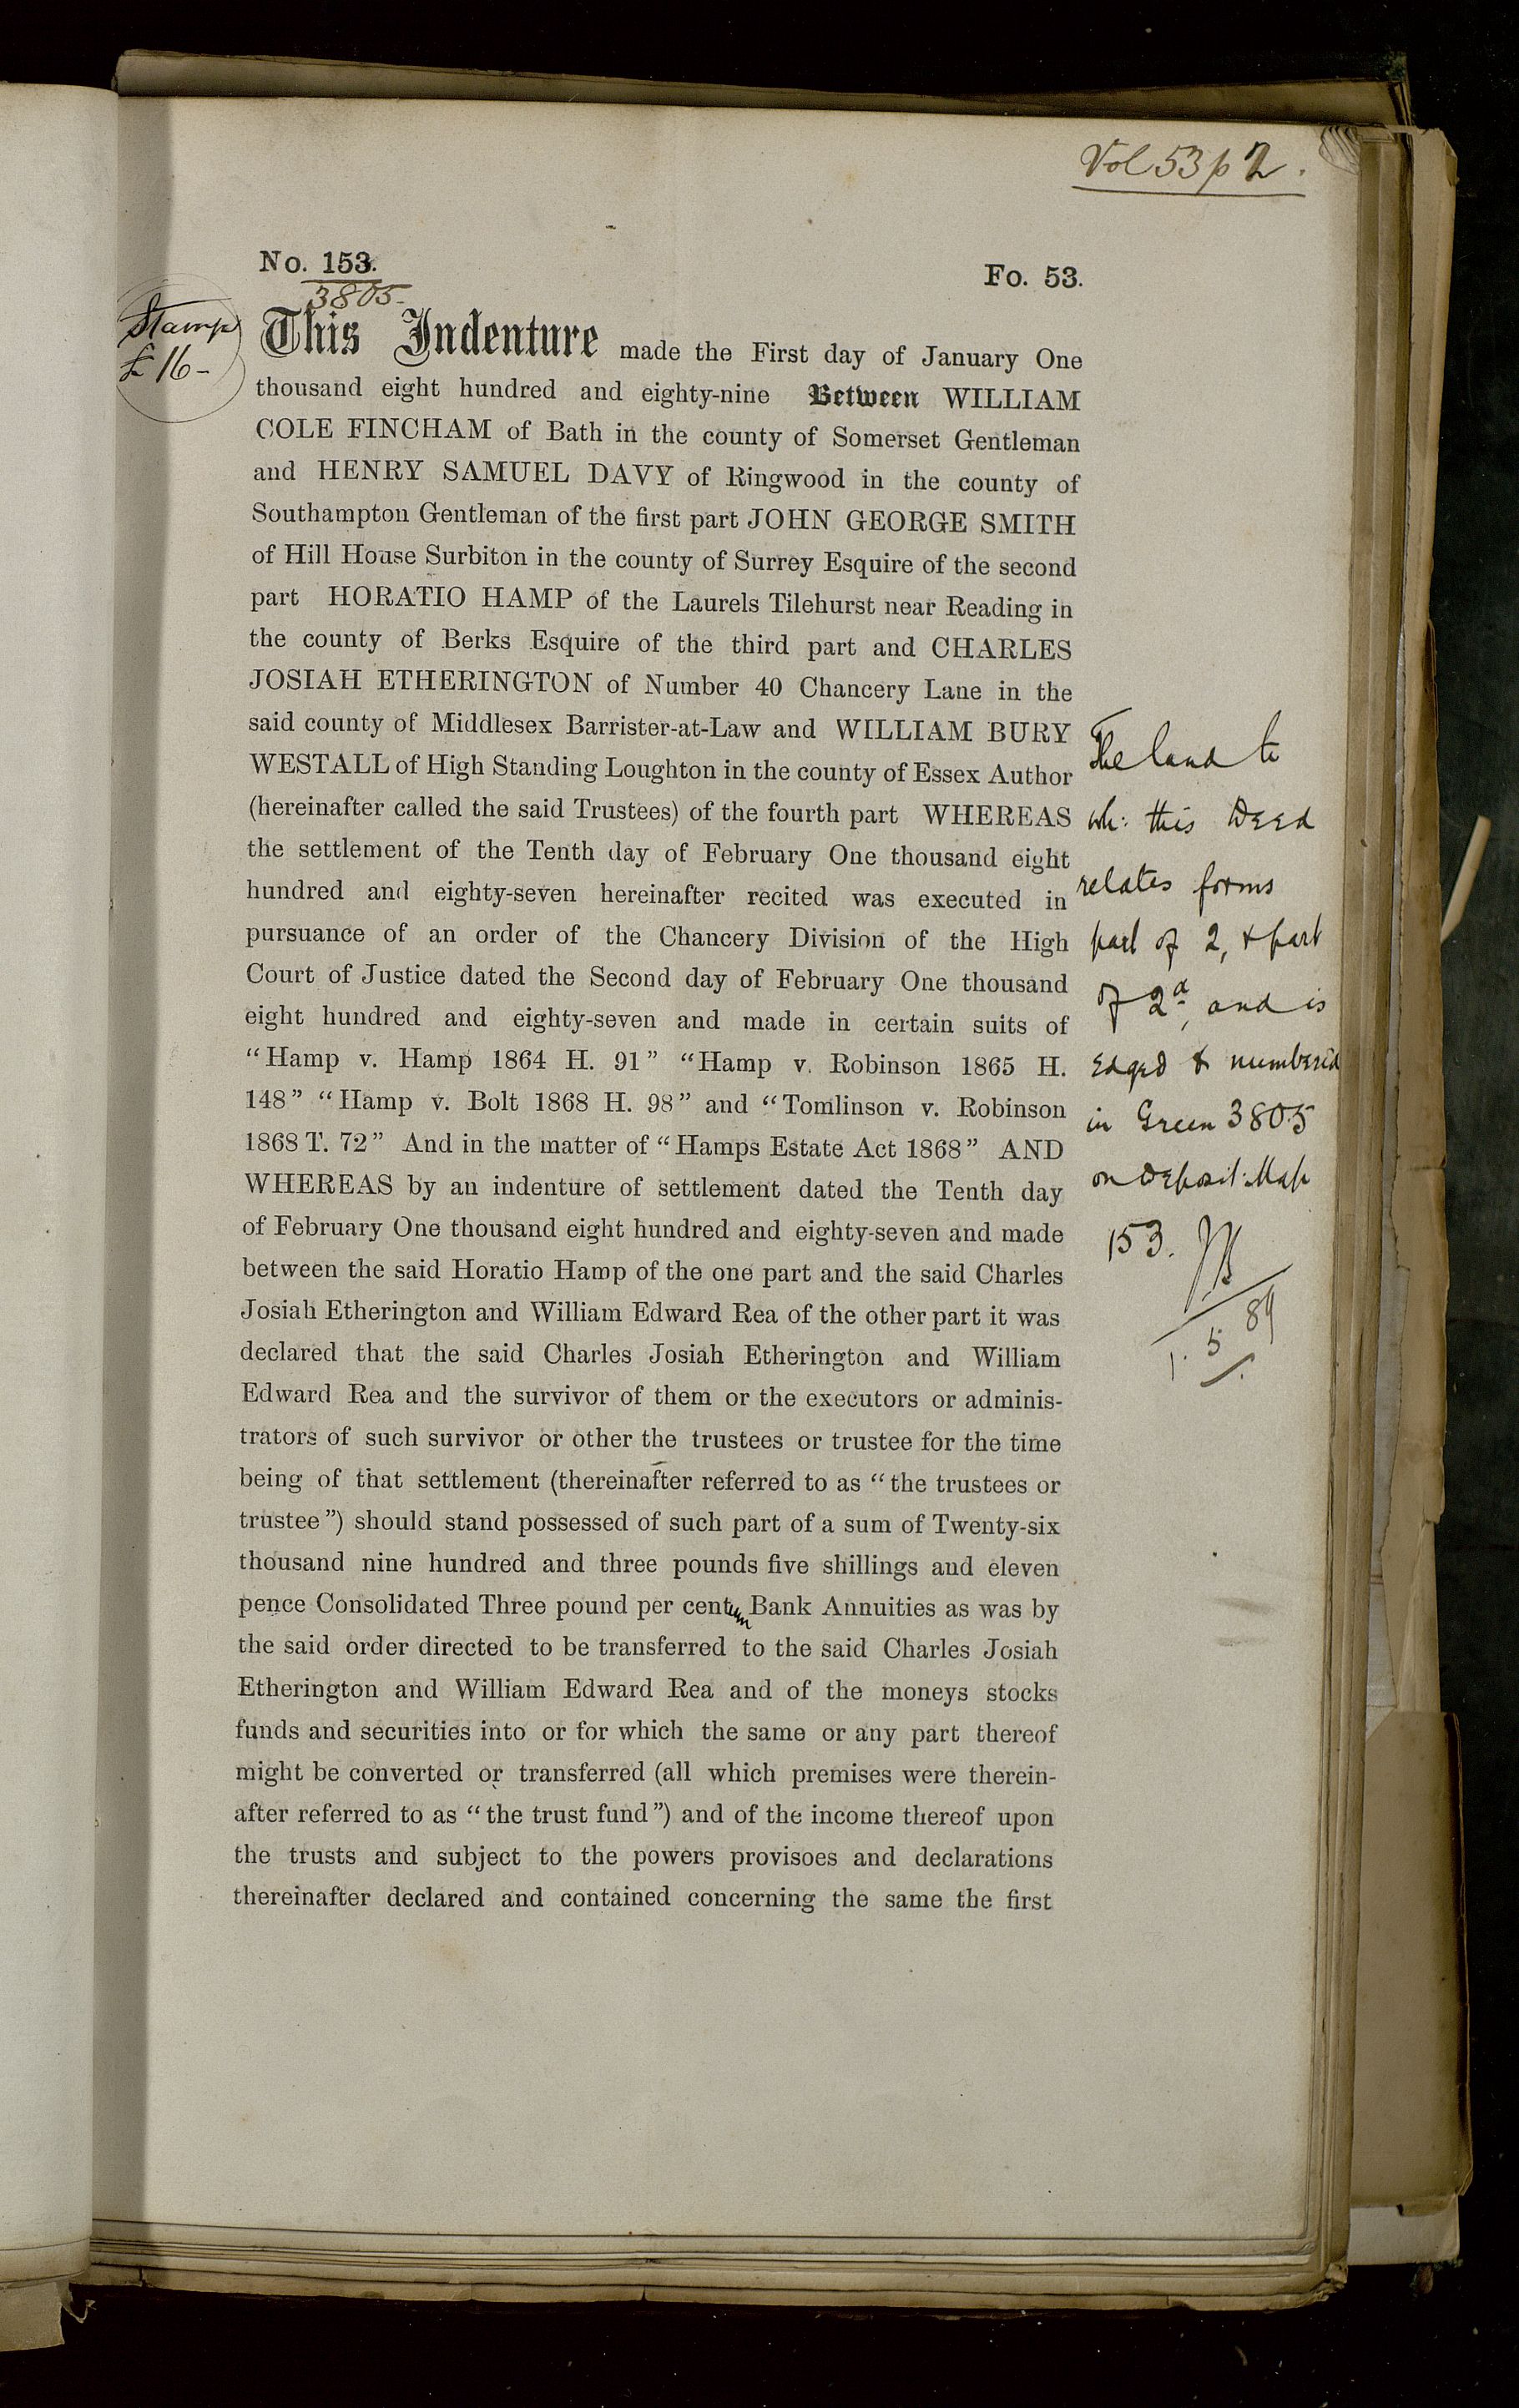 Vol 53 p 2.
No. 153.
3805
Fo. 53.
Stamp
£16-
This Indenture made the First day of January One
thousand eight hundred and eighty-nine Between WILLIAM
COLE FINCHAM of Bath in the county of Somerset Gentleman
and HENRY SAMUEL DAVY of Ringwood in the county of
Southampton Gentleman of the first part JOHN GEORGE SMITH
of Hill House Surbiton in the county of Surrey Esquire of the second
part HORATIO HAMP of the Laurels Tilehurst near Reading in
the county of Berks Esquire of the third part and CHARLES
JOSIAH ETHERINGTON of Number 40 Chancery Lane in the
said county of Middlesex Barrister-at-Law and WILLIAM BURY
WESTALL of High Standing Loughton in the county of Essex Author
(hereinafter called the said Trustees) of the fourth part WHEREAS
the settlement of the Tenth day of February One thousand eight
hundred and eighty-seven hereinafter recited was executed in
pursuance of an order of the Chancery Division of the High
Court of Justice dated the Second day of February One thousand
eight hundred and eighty-seven and made in certain suits of
“Hamp v. Hamp 1864 H. 91” “Hamp v. Robinson 1865 H.
148” “Hamp v. Bolt 1868 H. 98” and “Tomlinson v. Robinson
1868 T. 72” And in the matter of “Hamps Estate Act 1868” AND
WHEREAS by an indenture of settlement dated the Tenth day
of February One thousand eight hundred and eighty-seven and made
between the said Horatio Hamp of the one part and the said Charles
Josiah Etherington and William Edward Rea of the other part it was
declared that the said Charles Josiah Etherington and William
Edward Rea and the survivor of them or the executors or adminis-
trators of such survivor or other the trustees or trustee for the time
being of that settlement (thereinafter referred to as “the trustees or
trustee”) should stand possessed of such part of a sum of Twenty-six
thousand nine hundred and three pounds five shillings and eleven
pence Consolidated Three pound per centum Bank Annuities as was by
the said order directed to be transferred to the said Charles Josiah
Etherington and William Edward Rea and of the moneys stocks
funds and securities into or for which the same or any part thereof
might be converted or transferred (all which premises were therein-
after referred to as “the trust fund”) and of the income thereof upon
the trusts and subject to the powers provisoes and declarations
thereinafter declared and contained concerning the same the first
The land to
wh: this Deed
relates forms
part of 2, & part
of 2a, and is
Edged & numbered
in Green 3805
on Deposit: Map
153.
1. 5 89